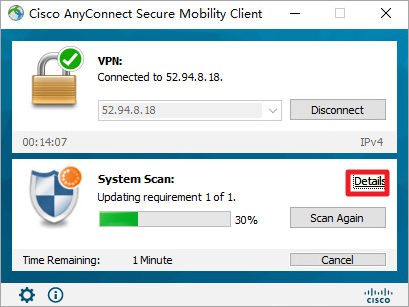 Cisco AnyConnect Secure Mobility Client
VPN:
Connected to 52.94.8.18.
52.94.8.18
Disconnect
00:14:07
IPv4
System Scan:
Details
Updating requirement 1 of 1.
30%
Scan Again
Time Remaining: 1 Minute
Cancel
cisco